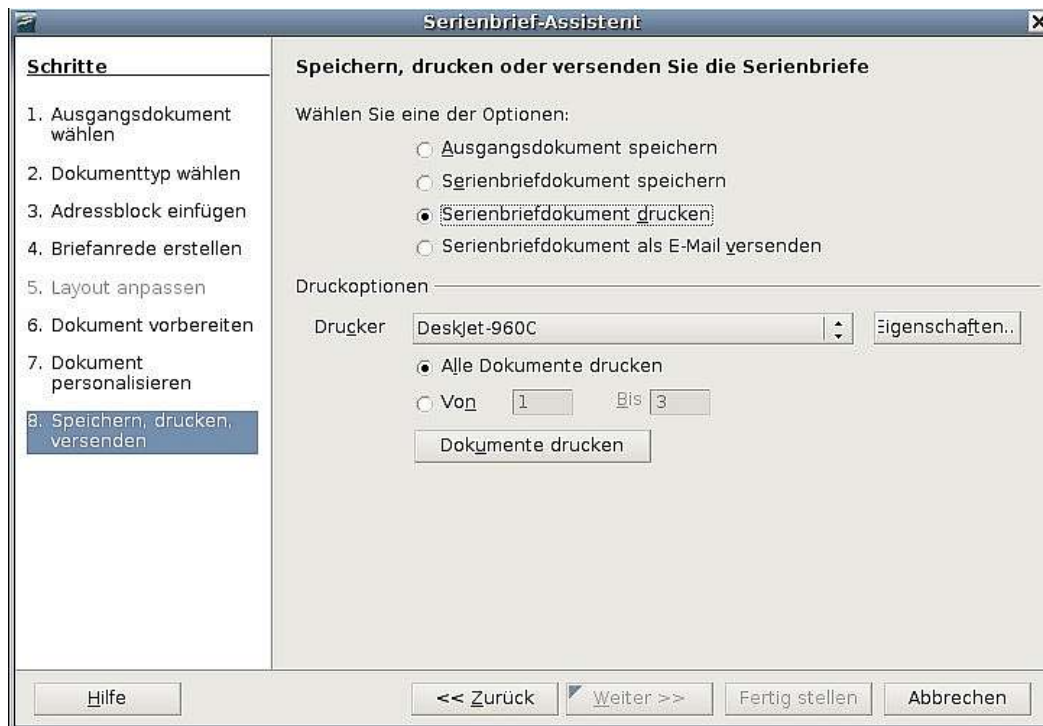 Serienbrief-Assistent
Schritte
1. Ausgangsdokument
wählen
2. Dokumenttyp wählen
3. Adressblock einfügen
4. Briefanrede erstellen
5. Layout anpassen
6. Dokument vorbereiten
7. Dokument
personalisieren
8. Speichern, drucken,
versenden
Speichern, drucken oder versenden Sie die Serienbriefe
Wählen Sie eine der Optionen:
Ausgangsdokument speichern
Serienbriefdokument speichern
Serienbriefdokument drucken
Serienbriefdokument als E-Mail versenden
Druckoptionen
Drucker DeskJet-960C Eigenschaften..
Alle Dokumente drucken
Von 1 Bis 3
Dokumente drucken
Hilfe << Zurück Weiter >> Fertig stellen Abbrechen